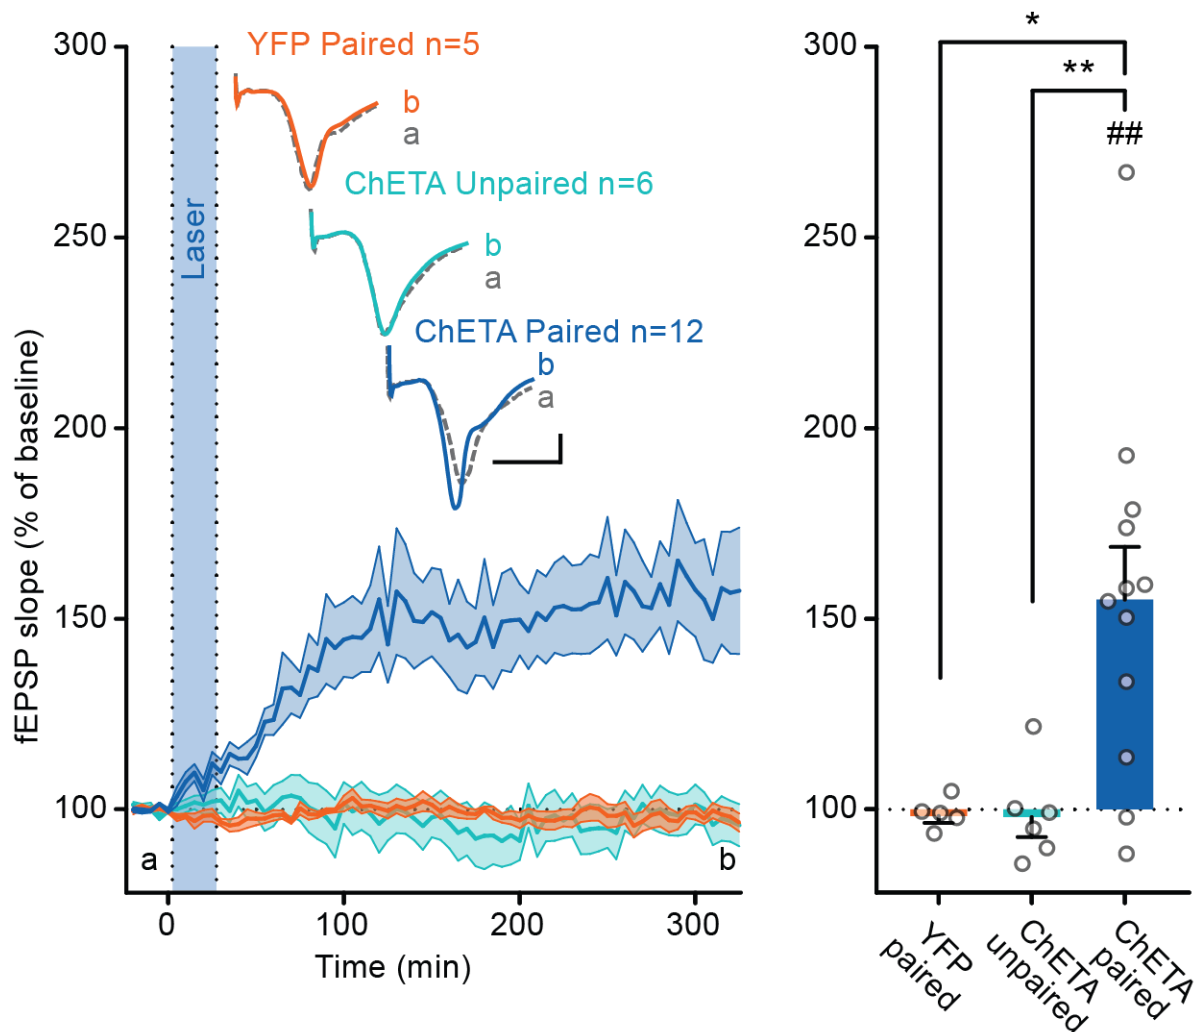 YFP Paired n=5
b
a
ChETA Unpaired n=6
b
a
ChETA Paired n=12
b
a
Laser
fEPSP slope (% of baseline)
300
250
200
150
100
a
b
0
100
200
300
Time (min)
*
**
##
300
250
200
150
100
YFP
paired
ChETA
unpaired
ChETA
paired